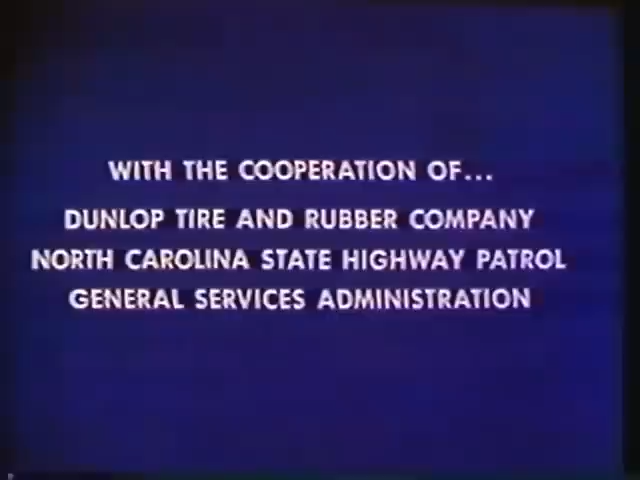 WITH THE COOPERATION OF...
DUNLOP TIRE AND RUBBER COMPANY
NORTH CAROLINA STATE HIGHWAY PATROL
GENERAL SERVICES ADMINISTRATION